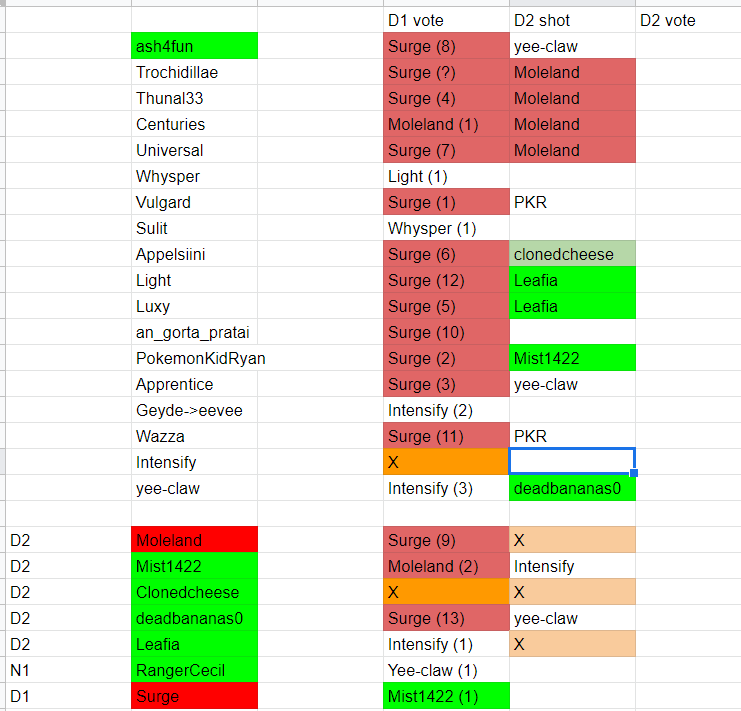 D1 vote D2 shot D2 vote
ash4fun Surge (8) yee-claw
Trochidillae Surge (?) Moleland
Thunal33 Surge (4) Moleland
Centuries Moleland (1) Moleland
Universal Surge (7) Moleland
Whysper Light (1)
Vulgard Surge (1) PKR
Sulit Whysper (1)
Appelsiini Surge (6) clonedcheese
Light Surge (12) Leafia
Luxy Surge (5) Leafia
an_gorta_pratai Surge (10)
PokemonKidRyan Surge (2) Mist1422
Apprentice Surge (3) yee-claw
Geyde->eevee Intensify (2)
Wazza Surge (11) PKR
Intensify X
yee-claw Intensify (3) deadbananas0
D2 Moleland Surge (9) X
D2 Mist1422 Moleland (2) Intensify
D2 Clonedcheese X X
D2 deadbananas0 Surge (13) yee-claw
D2 Leafia Intensify (1) X
N1 RangerCecil Yee-claw (1)
D1 Surge Mist1422 (1)